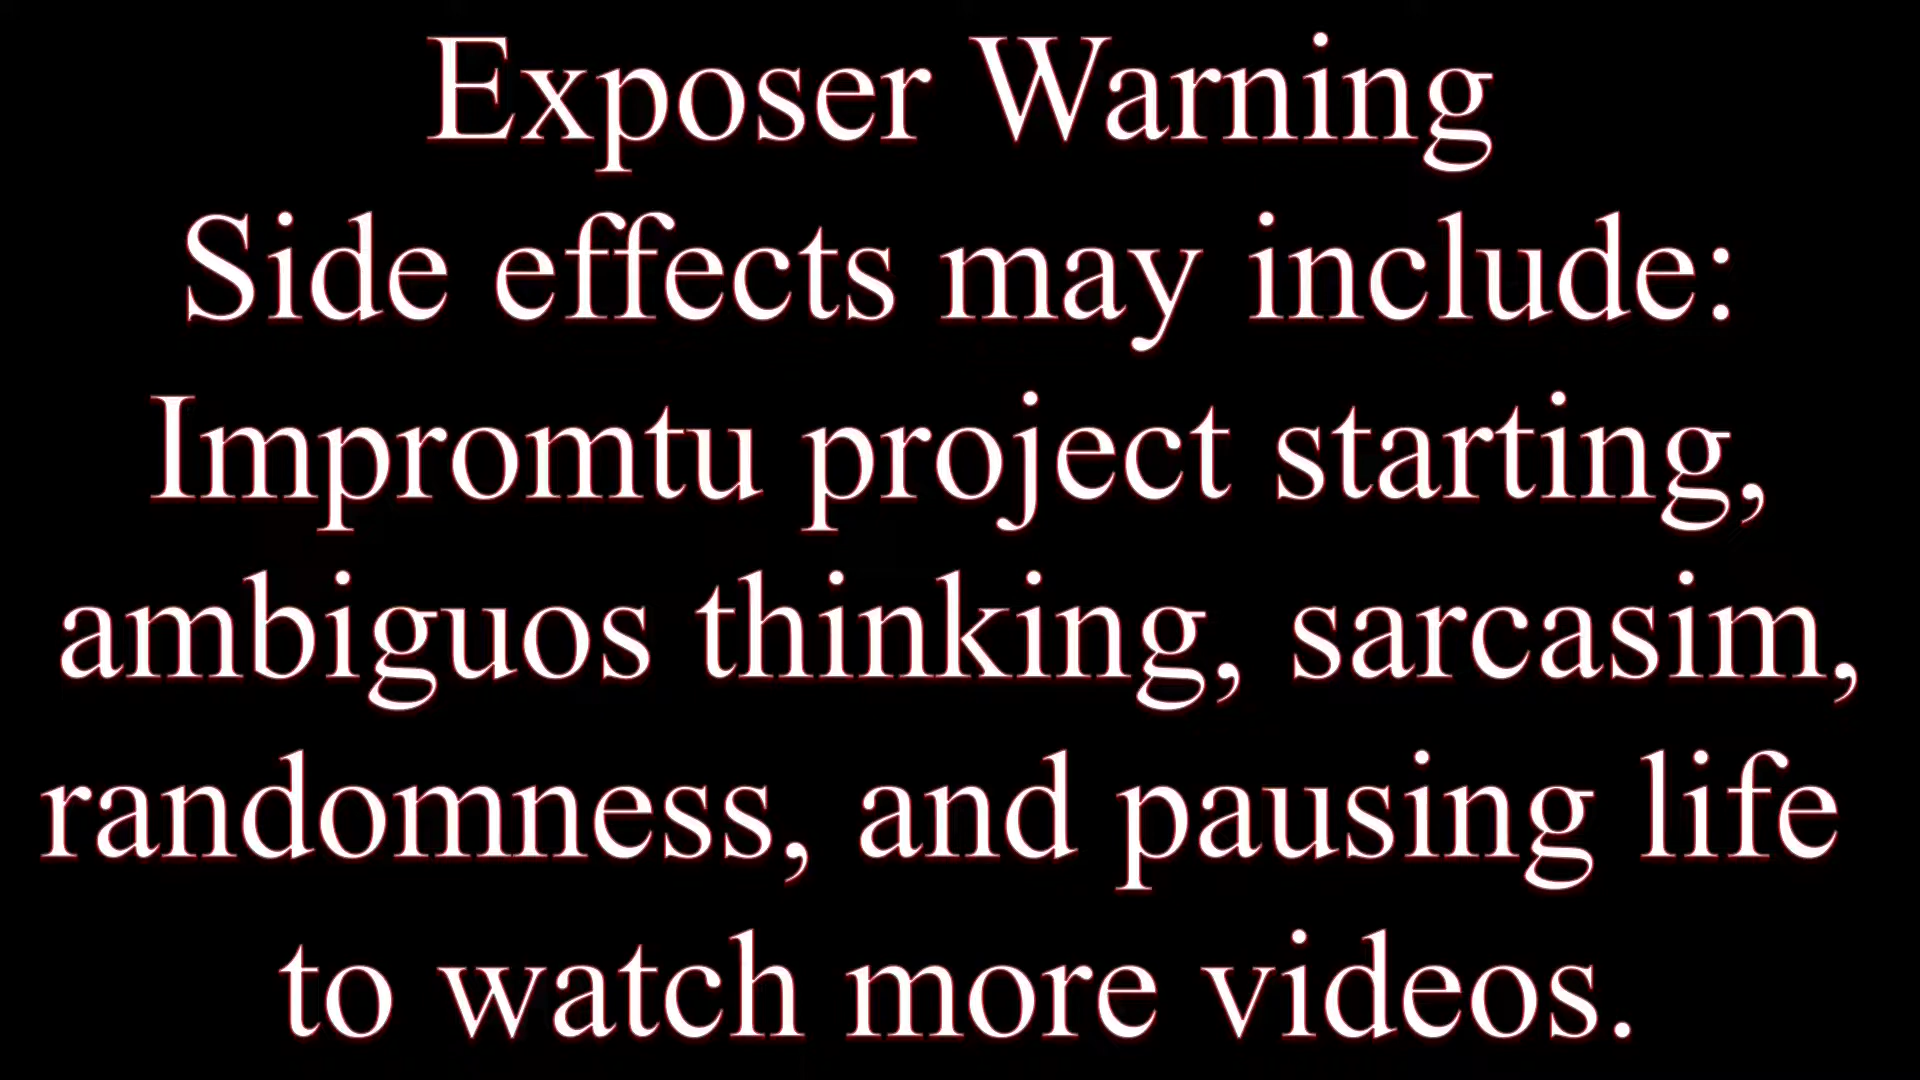 Exposer Warning
Side effects may include:
Impromtu project starting,
ambiguos thinking, sarcasim,
randomness, and pausing life
to watch more videos.